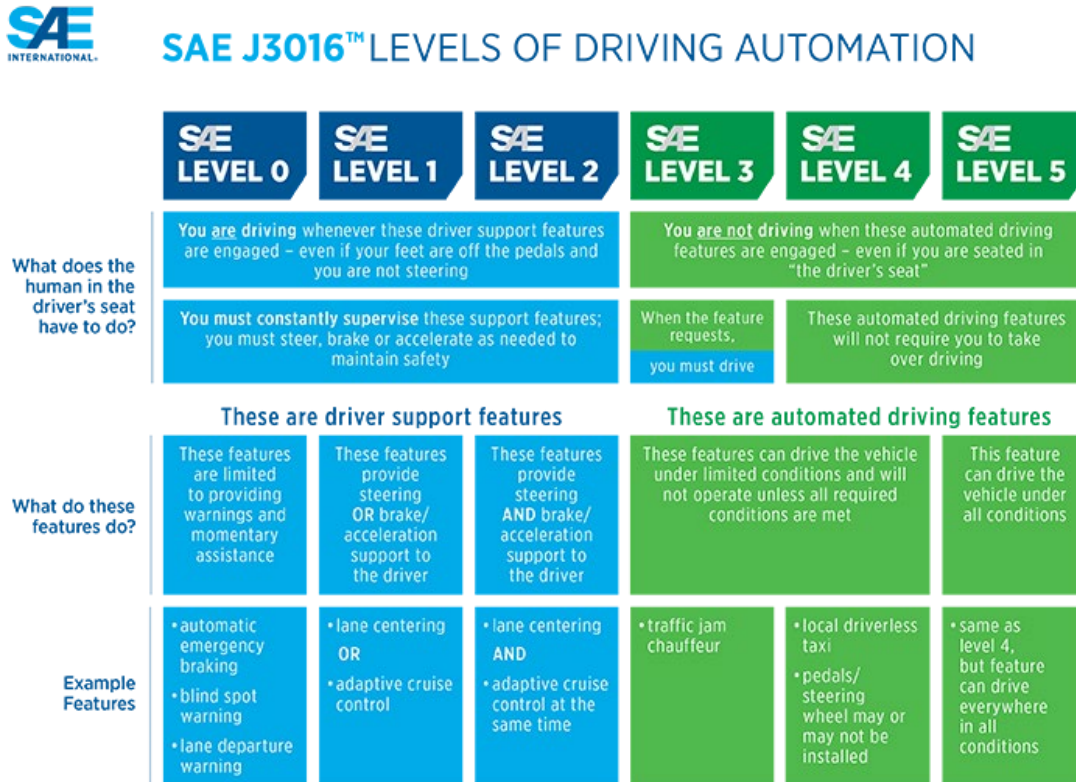 SAE
INTERNATIONAL®
SAE J3016™ LEVELS OF DRIVING AUTOMATION
SAE
LEVEL 0
SAE
LEVEL 1
SAE
LEVEL 2
SAE
LEVEL 3
SAE
LEVEL 4
SAE
LEVEL 5
What does the
human in the
driver's seat
have to do?
You are driving whenever these driver support features
are engaged – even if your feet are off the pedals and
you are not steering
You are not driving when these automated driving
features are engaged – even if you are seated in
“the driver's seat”
You must constantly supervise these support features;
you must steer, brake or accelerate as needed to
maintain safety
When the feature
requests,
you must drive
These automated driving features
will not require you to take
over driving
These are driver support features
These are automated driving features
What do these
features do?
These features
are limited
to providing
warnings and
momentary
assistance
These features
provide
steering
OR brake/
acceleration
support to
the driver
These features
provide
steering
AND brake/
acceleration
support to
the driver
These features can drive the vehicle
under limited conditions and will
not operate unless all required
conditions are met
This feature
can drive the
vehicle under
all conditions
Example
Features
• automatic
emergency
braking
• blind spot
warning
• lane departure
warning
• lane centering
OR
• adaptive cruise
control
• lane centering
AND
• adaptive cruise
control at the
same time
• traffic jam
chauffeur
• local driverless
taxi
• pedals/
steering
wheel may or
may not be
installed
• same as
level 4,
but feature
can drive
everywhere
in all
conditions